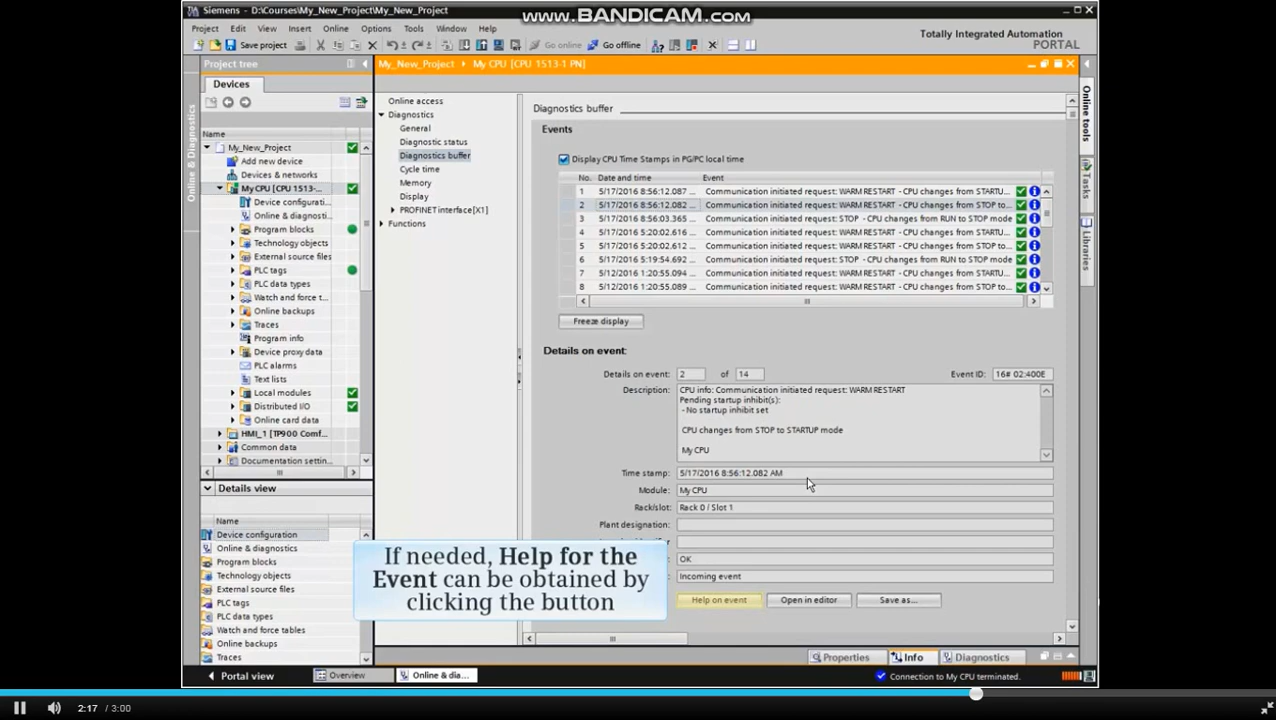 Siemens - D:\Courses\My_New_Project\My_New_Project
www.BANDICAM.com
Project Edit View Insert Online Options Tools Window Help
Totally Integrated Automation
PORTAL
Save project
Go online
Go offline
Project tree
My_New_Project My CPU [CPU 1513-1 PN]
Devices
Name
My_New_Project
Add new device
Devices & networks
My CPU [CPU 1513-...
Device configurati..
Online & diagnosti..
Program blocks
Technology objects
External source files
PLC tags
PLC data types
Watch and force t...
Online backups
Traces
Program info
Device proxy data
PLC alarms
Text lists
Local modules
Distributed I/O
Online card data
HMI_1 [TP900 Comf...
Common data
Documentation settin...
Details view
Name
Device configuration
Online & diagnostics
Program blocks
Technology objects
External source files
PLC tags
PLC data types
Watch and force tables
Online backups
Traces
Online & Diagnostics
Online access
Diagnostics
General
Diagnostic status
Diagnostics buffer
Cycle time
Memory
Display
PROFINET interface [X1]
Functions
Diagnostics buffer
Events
Display CPU Time Stamps in PG/PC local time
No. Date and time Event
1 5/17/2016 8:56:12.087 ... Communication initiated request: WARM RESTART - CPU changes from STARTU...
2 5/17/2016 8:56:12.082 ... Communication initiated request: WARM RESTART - CPU changes from STOP to...
3 5/17/2016 8:56:03.365 ... Communication initiated request: STOP - CPU changes from RUN to STOP mode
4 5/17/2016 5:20:02.616 ... Communication initiated request: WARM RESTART - CPU changes from STARTU...
5 5/17/2016 5:20:02.612 ... Communication initiated request: WARM RESTART - CPU changes from STOP to...
6 5/17/2016 5:19:54.692 ... Communication initiated request: STOP - CPU changes from RUN to STOP mode
7 5/12/2016 1:20:55.094 ... Communication initiated request: WARM RESTART - CPU changes from STARTU...
8 5/12/2016 1:20:55.089 ... Communication initiated request: WARM RESTART - CPU changes from STOP to...
Freeze display
Details on event:
Details on event: 2 of 14 Event ID: 16# 02:400E
Description: CPU info: Communication initiated request: WARM RESTART
Pending startup inhibit(s):
- No startup inhibit set
CPU changes from STOP to STARTUP mode
My CPU
Time stamp: 5/17/2016 8:56:12.082 AM
Module: My CPU
Rack/slot: Rack 0 / Slot 1
Plant designation:
OK
Incoming event
If needed, Help for the
Event can be obtained by
clicking the button
Help on event Open in editor Save as...
Online tools
Tasks
Libraries
Properties Info Diagnostics
Portal view Overview Online & dia... Connection to My CPU terminated.
2:17 / 3:00